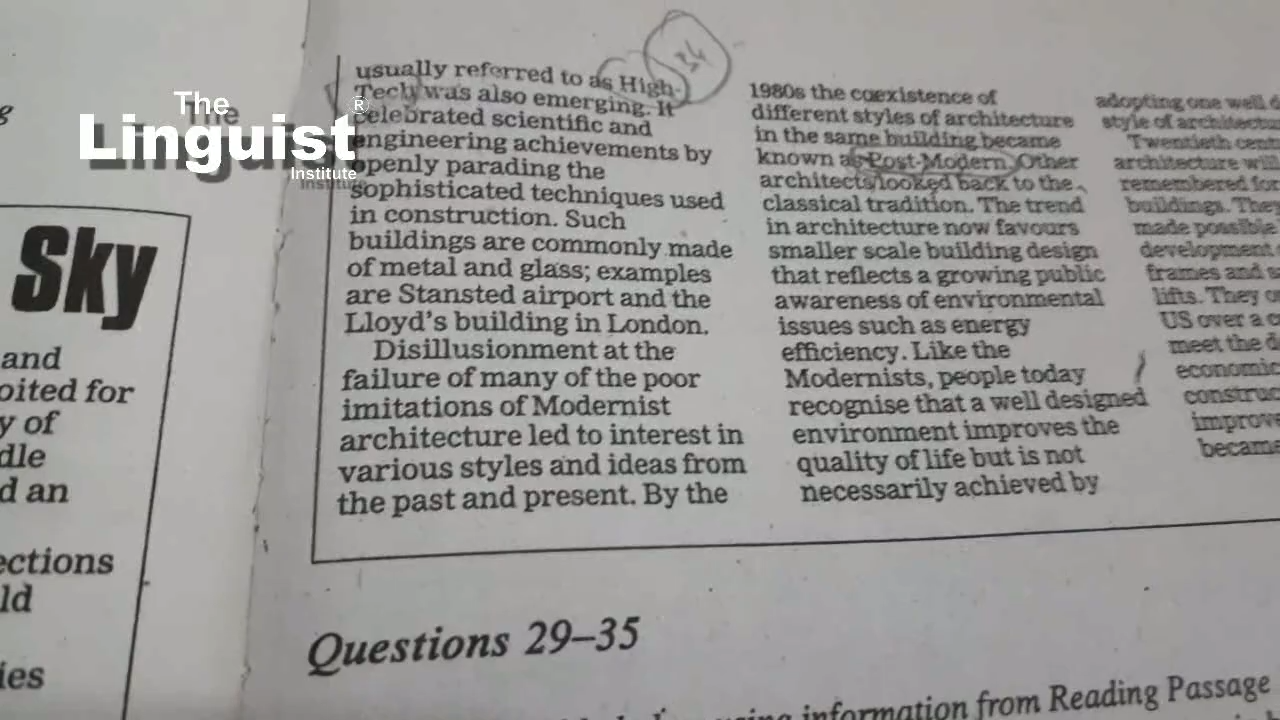 The
Linguist
®
Institute
Sky
and
oited for
y of
dle
d an
ections
ld
ies
34
usually referred to as High-
Tech was also emerging. It
celebrated scientific and
engineering achievements by
openly parading the
sophisticated techniques used
in construction. Such
buildings are commonly made
of metal and glass; examples
are Stansted airport and the
Lloyd's building in London.
Disillusionment at the
failure of many of the poor
imitations of Modernist
architecture led to interest in
various styles and ideas from
the past and present. By the
1980s the coexistence of
different styles of architecture
in the same building became
known as Post-Modern. Other
architects looked back to the
classical tradition. The trend
in architecture now favours
smaller scale building design
that reflects a growing public
awareness of environmental
issues such as energy
efficiency. Like the
Modernists, people today
recognise that a well designed
environment improves the
quality of life but is not
necessarily achieved by
adopting one well d
style of architectu
Twentieth cent
architecture will
remembered for
buildings. They
made possible
development
frames and s
lifts. They o
US over a c
meet the d
economic
construc
improve
became
Questions 29–35
information from Reading Passage